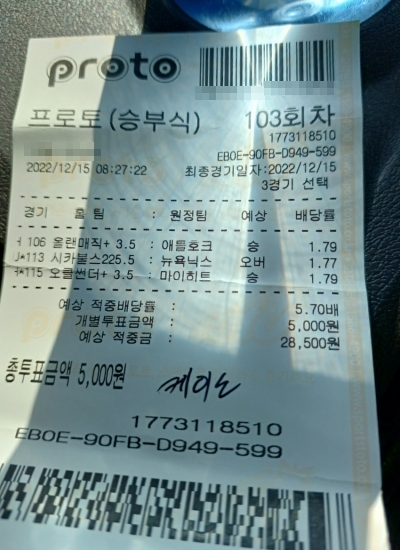 proto
프로토 (승부식) 103회차
1773118510
EB0E-90FB-D949-599
2022/12/15 08:27:22 최종경기일자:2022/12/15
3경기 선택
경기 홈팀 : 원정팀 예상 배당률
H 106 올랜매직+ 3.5 : 애틀호크 승 1.79
113 시카불스225.5 : 뉴욕닉스 오버 1.77
H*115 오클썬더+ 3.5 : 마이히트 승 1.79
예상 적중배당률 : 5.70배
개별투표금액 : 5,000원
예상 적중금 : 28,500원
총투표금액 5,000원
케이노
1773118510
EB0E-90FB-D949-599